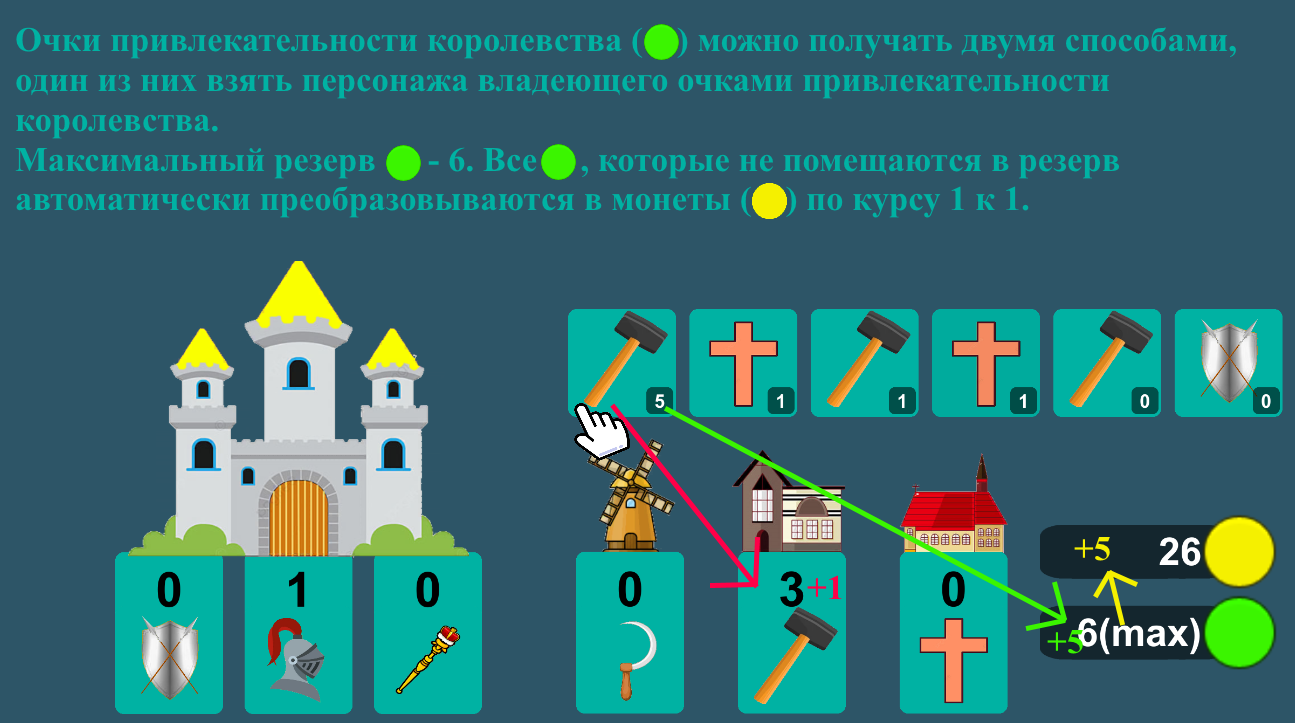 Очки привлекательности королевства ( ) можно получать двумя способами,
один из них взять персонажа владеющего очками привлекательности
королевства.
Максимальный резерв - 6. Все , которые не помещаются в резерв
автоматически преобразовываются в монеты ( ) по курсу 1 к 1.
5 1 1 1 0 0
+5 26
0 1 0 0 3 +1 0
+5 6(max)